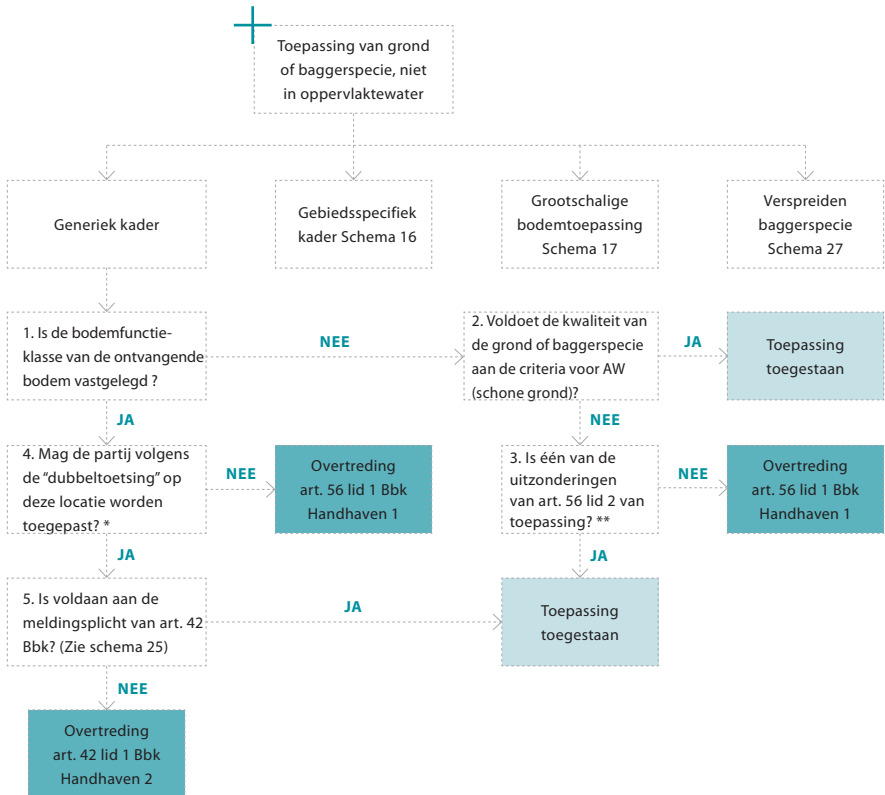 Toepassing van grond
of baggerspecie, niet
in oppervlaktewater
Generiek kader
Gebiedsspecifiek
kader Schema 16
Grootschalige
bodemtoepassing
Schema 17
Verspreiden
baggerspecie
Schema 27
1. Is de bodemfunctie-
klasse van de ontvangende
bodem vastgelegd ?
NEE
2. Voldoet de kwaliteit van
de grond of baggerspecie
aan de criteria voor AW
(schone grond)?
JA
Toepassing
toegestaan
JA
NEE
4. Mag de partij volgens
de “dubbeltoetsing” op
deze locatie worden
toegepast? *
NEE
Overtreding
art. 56 lid 1 Bbk
Handhaven 1
3. Is één van de
uitzonderingen
van art. 56 lid 2 van
toepassing? **
NEE
Overtreding
art. 56 lid 1 Bbk
Handhaven 1
JA
JA
5. Is voldaan aan de
meldingsplicht van art. 42
Bbk? (Zie schema 25)
JA
Toepassing
toegestaan
NEE
Overtreding
art. 42 lid 1 Bbk
Handhaven 2